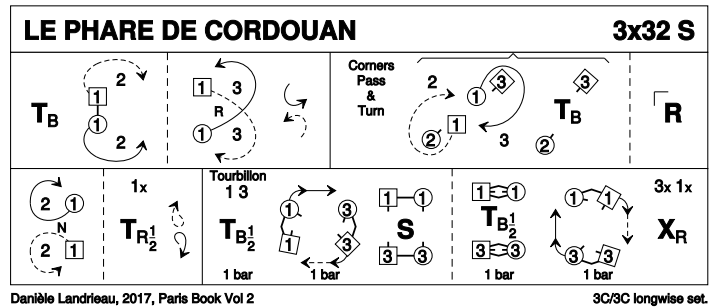 LE PHARE DE CORDOUAN 3x32 S
2 1 TB 1 2
1 3 R 1 3
Corners Pass & Turn 2 3 3 1 TB 2 1 3 2
R
2 1 N 2 1
1x TR½
Tourbillon
1 3
TB½ 1 3 1 3 S 1 1 3 3
1 bar 1 bar
1 1 TB½ 3 3 1 1 3 3 3x 1x XR
1 bar 1 bar
Danièle Landrieau, 2017, Paris Book Vol 2 3C/3C longwise set.